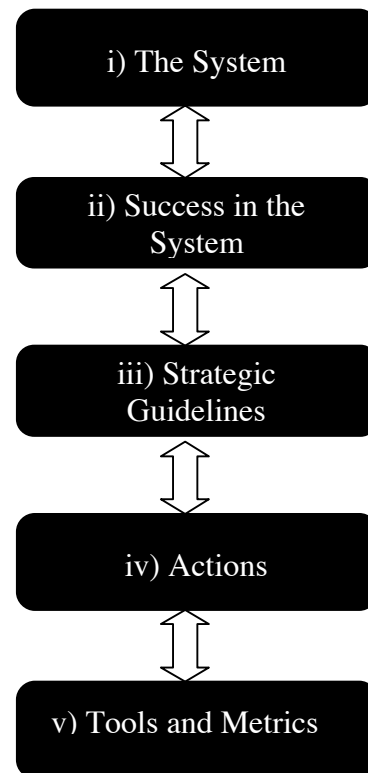 i) The System
ii) Success in the
System
iii) Strategic
Guidelines
iv) Actions
v) Tools and Metrics